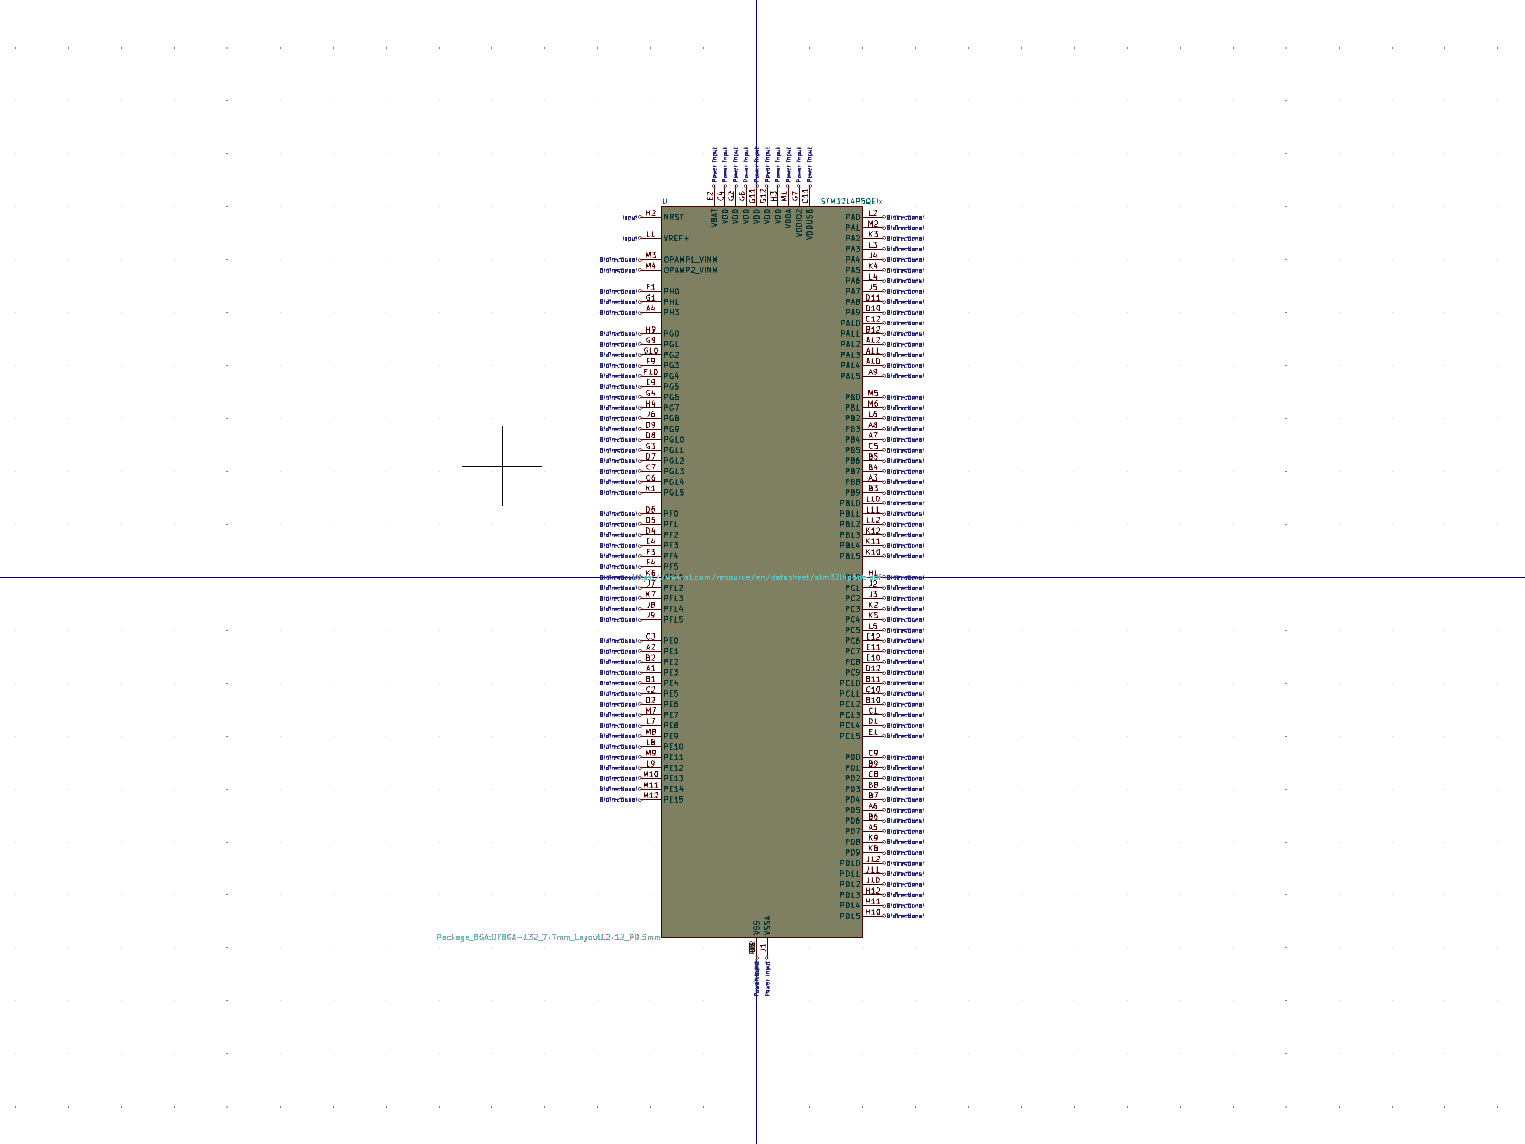 Power Input Power Input Power Input Power Input Power Input Power Input Power Input Power Input Power Input Power Input
E2 C4 G2 G6 G11 G12 H3 M1 G7 C11
U
VBAT VDD VDD VDD VDD VDD VDD VDDA VDDIO2 VDDUSB
Input H2 NRST
Input L1 VREF+
Bidirectional M3 OPAMP1_VINM
Bidirectional M4 OPAMP2_VINM
Bidirectional F1 PH0
Bidirectional G1 PH1
Bidirectional A4 PH3
Bidirectional PG0
Bidirectional G9 PG1
Bidirectional G10 PG2
Bidirectional F9 PG3
Bidirectional F10 PG4
Bidirectional E9 PG5
Bidirectional G4 PG6
Bidirectional H4 PG7
Bidirectional J6 PG8
Bidirectional D9 PG9
Bidirectional D8 PG10
Bidirectional G3 PG11
Bidirectional D7 PG12
Bidirectional C7 PG13
Bidirectional C6 PG14
Bidirectional K1 PG15
Bidirectional D6 PF0
Bidirectional D5 PF1
Bidirectional D4 PF2
Bidirectional E4 PF3
Bidirectional F3 PF4
Bidirectional F4 PF5
Bidirectional K6
Bidirectional J7 PF12
Bidirectional K7 PF13
Bidirectional J8 PF14
Bidirectional J9 PF15
Bidirectional C3 PE0
Bidirectional A2 PE1
Bidirectional B2 PE2
Bidirectional A1 PE3
Bidirectional B1 PE4
Bidirectional C2 PE5
Bidirectional D2 PE6
Bidirectional M7 PE7
Bidirectional L7 PE8
Bidirectional M8 PE9
Bidirectional L8 PE10
Bidirectional M9 PE11
Bidirectional L9 PE12
Bidirectional M10 PE13
Bidirectional M11 PE14
Bidirectional M12 PE15
PA0 L2 Bidirectional
PA1 M2 Bidirectional
PA2 K3 Bidirectional
PA3 L3 Bidirectional
PA4 J4 Bidirectional
PA5 K4 Bidirectional
PA6 L4 Bidirectional
PA7 J5 Bidirectional
PA8 D11 Bidirectional
PA9 D10 Bidirectional
PA10 C12 Bidirectional
PA11 B12 Bidirectional
PA12 A12 Bidirectional
PA13 A11 Bidirectional
PA14 A10 Bidirectional
PA15 A9 Bidirectional
PB0 M5 Bidirectional
PB1 M6 Bidirectional
PB2 L6 Bidirectional
PB3 A8 Bidirectional
PB4 A7 Bidirectional
PB5 C5 Bidirectional
PB6 B5 Bidirectional
PB7 B4 Bidirectional
PB8 A3 Bidirectional
PB9 B3 Bidirectional
PB10 L10 Bidirectional
PB11 L11 Bidirectional
PB12 L12 Bidirectional
PB13 K12 Bidirectional
PB14 K11 Bidirectional
PB15 K10 Bidirectional
H1 Bidirectional
PC1 J2 Bidirectional
PC2 J3 Bidirectional
PC3 K2 Bidirectional
PC4 K5 Bidirectional
PC5 L5 Bidirectional
PC6 E12 Bidirectional
PC7 E11 Bidirectional
PC8 E10 Bidirectional
PC9 D12 Bidirectional
PC10 B11 Bidirectional
PC11 C10 Bidirectional
PC12 B10 Bidirectional
PC13 C1 Bidirectional
PC14 D1 Bidirectional
PC15 E1 Bidirectional
PD0 C9 Bidirectional
PD1 B9 Bidirectional
PD2 C8 Bidirectional
PD3 B8 Bidirectional
PD4 B7 Bidirectional
PD5 A6 Bidirectional
PD6 B6 Bidirectional
PD7 A5 Bidirectional
PD8 K9 Bidirectional
PD9 K8 Bidirectional
PD10 J12 Bidirectional
PD11 J11 Bidirectional
PD12 J10 Bidirectional
PD13 H12 Bidirectional
PD14 H11 Bidirectional
PD15 H10 Bidirectional
VSS VSSA
Package_BGA:UFBGA-132_7x7mm_Layout12x12_P0.5mm
J1
Power Input